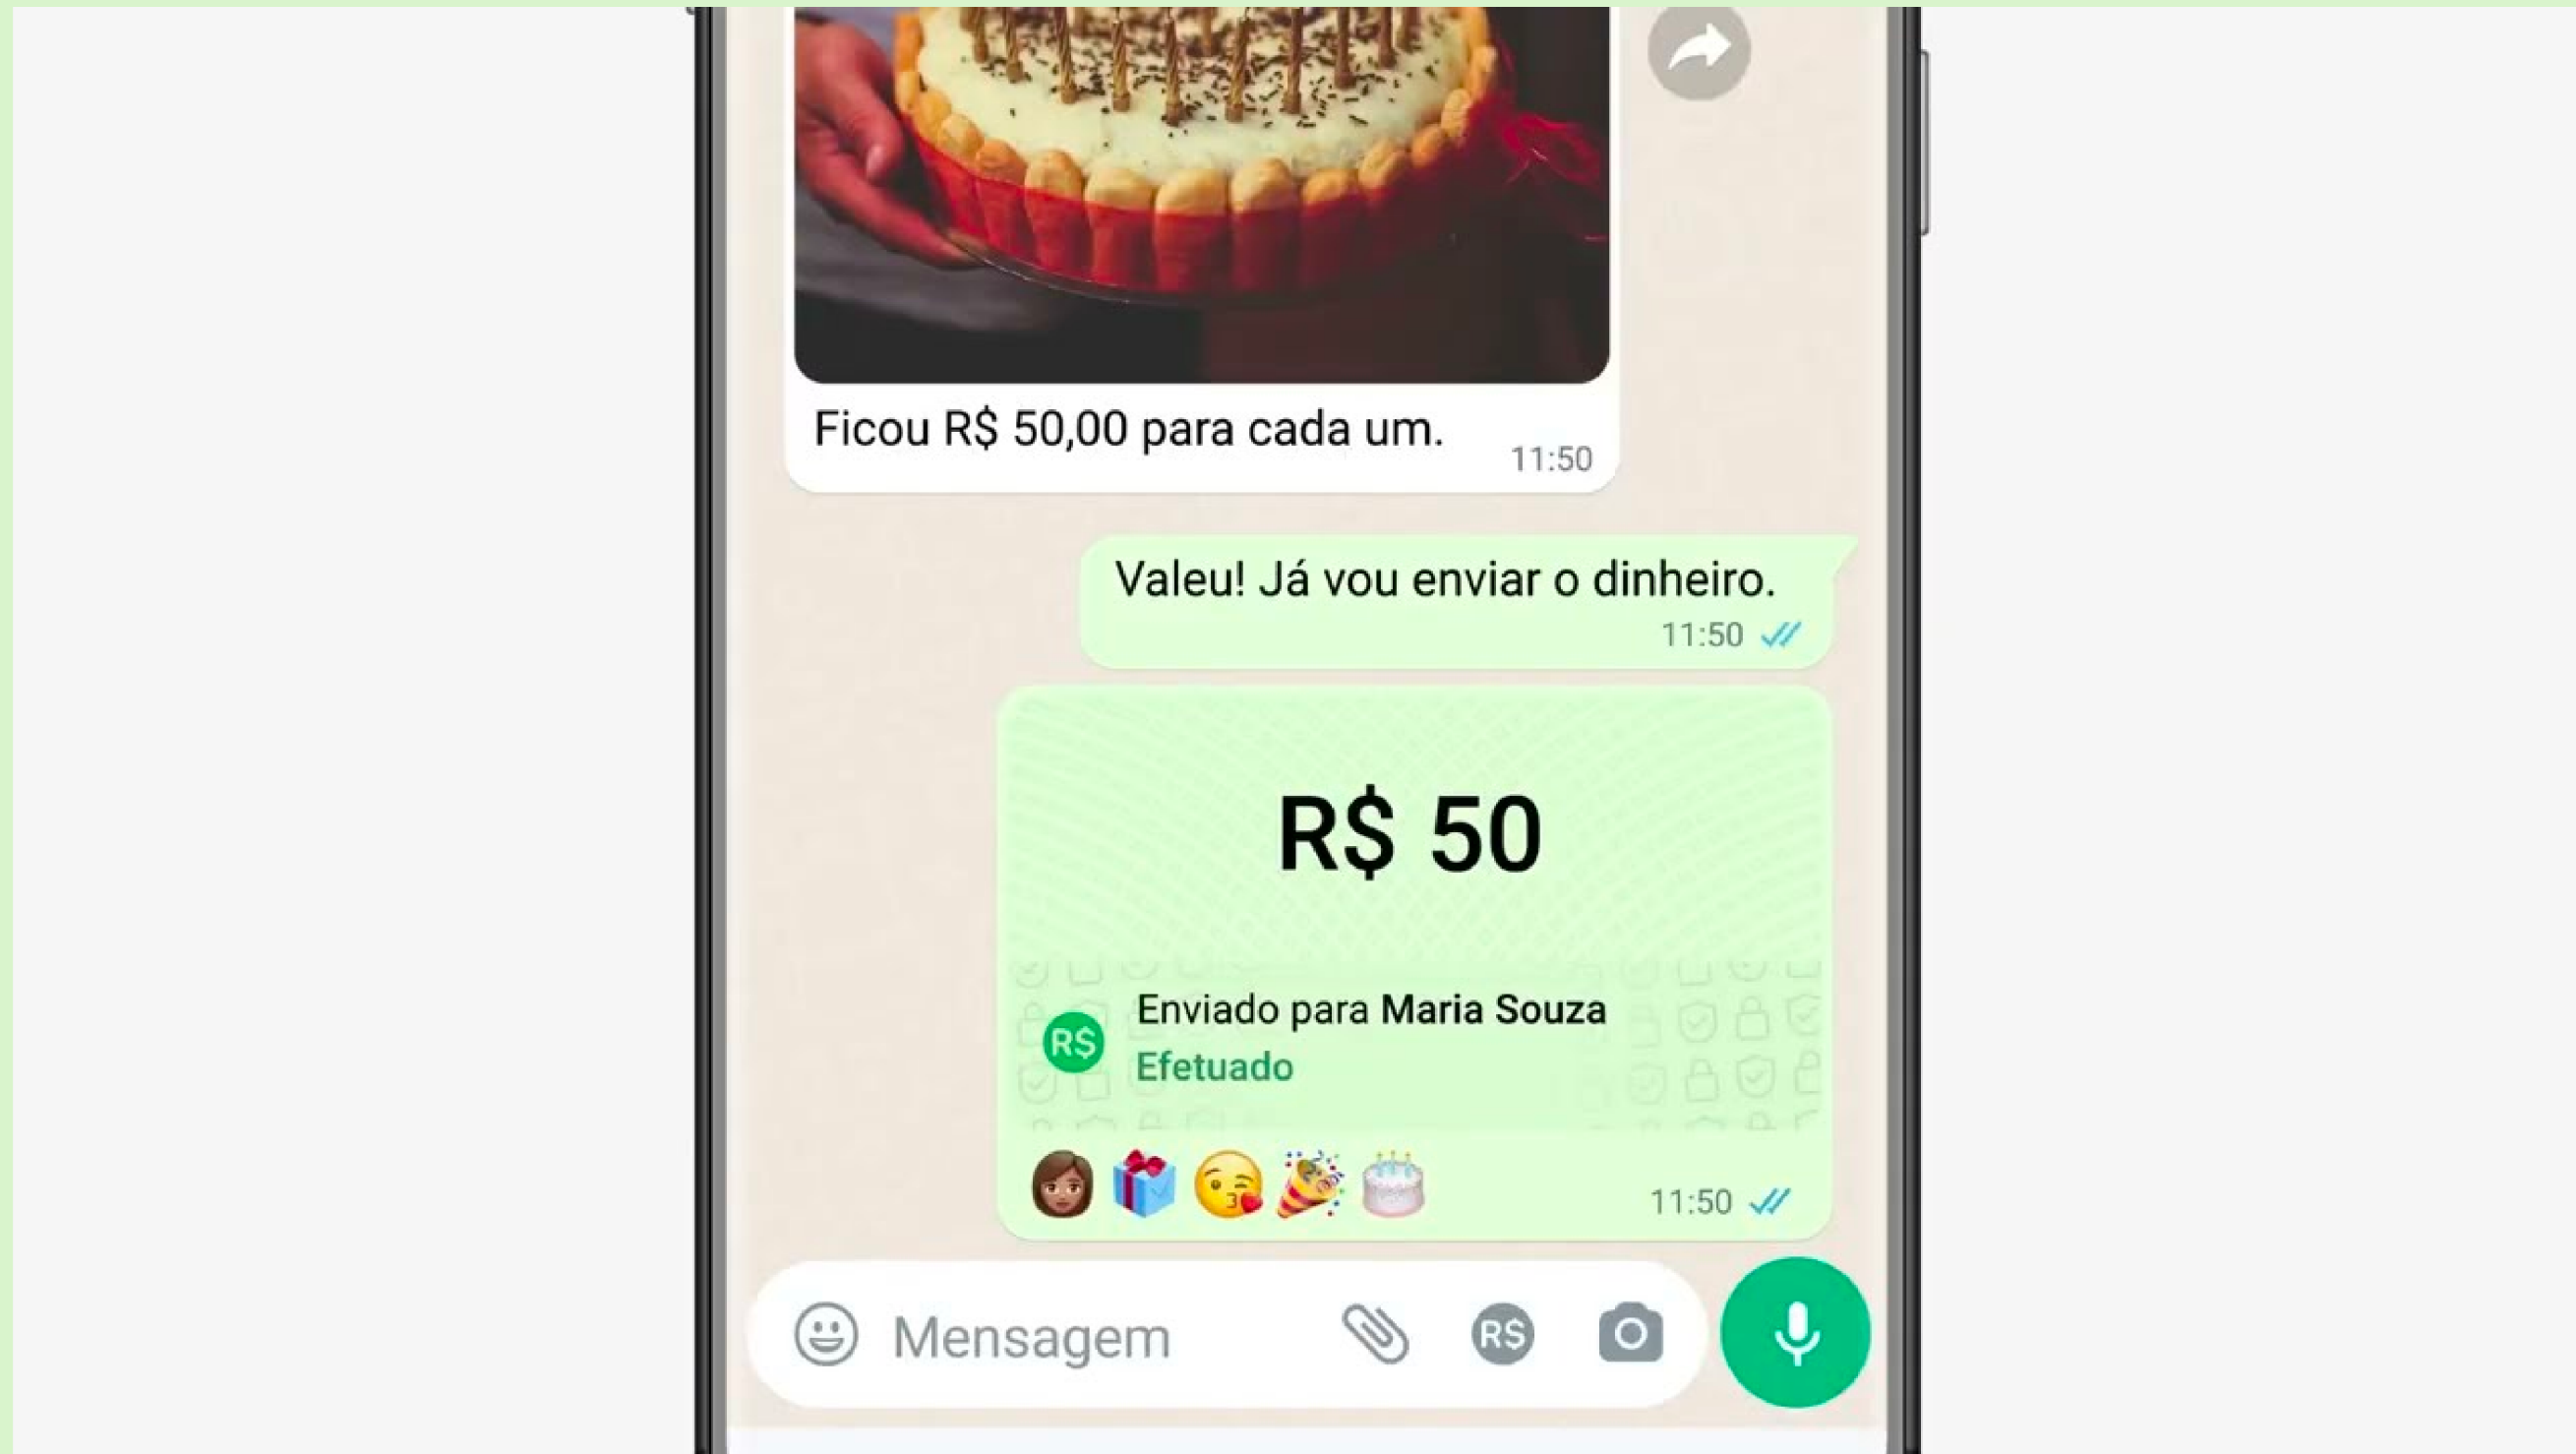 Ficou R$ 50,00 para cada um.
11:50
Valeu! Já vou enviar o dinheiro.
11:50
R$ 50
R$
Enviado para Maria Souza
Efetuado
11:50
Mensagem
R$